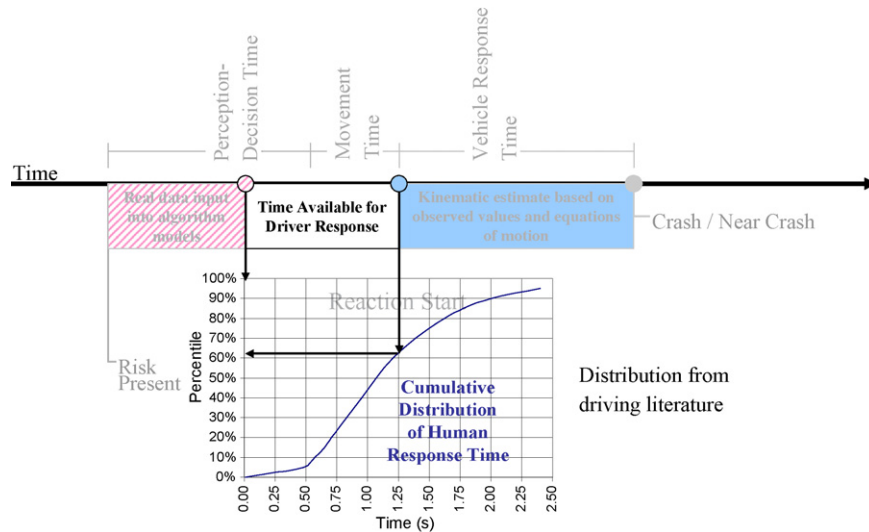 Perception-
Decision Time
Movement
Time
Vehicle Response
Time
Time
Real data input
into algorithm
models
Time Available for
Driver Response
Kinematic estimate based on
observed values and equations
of motion
Crash / Near Crash
Risk
Present
Reaction Start
Percentile
100%
90%
80%
70%
60%
50%
40%
30%
20%
10%
0%
Cumulative
Distribution
of Human
Response Time
Distribution from
driving literature
0.00
0.25
0.50
0.75
1.00
1.25
1.50
1.75
2.00
2.25
2.50
Time (s)